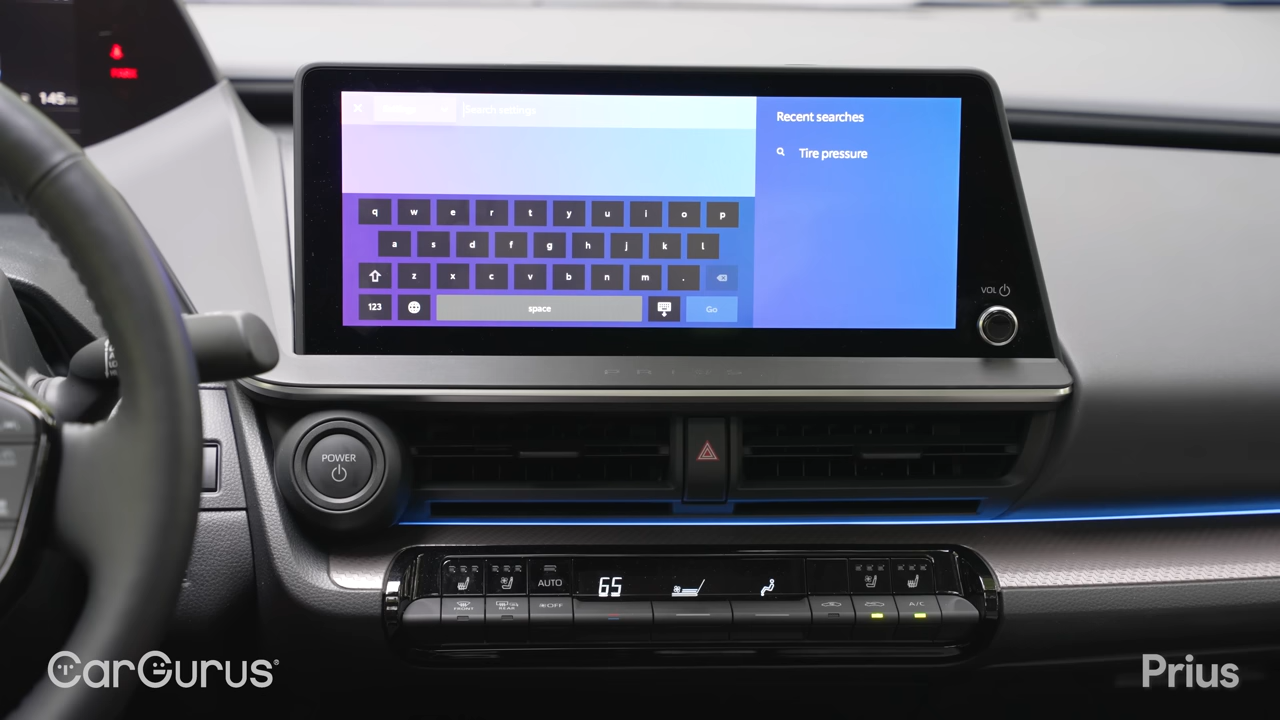 145
Search settings
Recent searches
Tire pressure
q w e r t y u i o p
a s d f g h j k l
z x c v b n m .
123 space Go
VOL
PRIUS
POWER
AUTO 65
FRONT REAR OFF A/C
CarGurus®
Prius